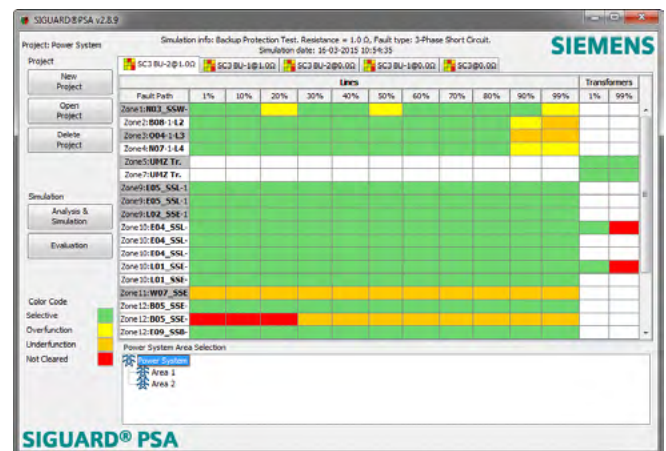 SIGUARD®PSA v2.8.9
Project: Power System
Simulation info: Backup Protection Test. Resistance = 1.0 Ω, Fault type: 3-Phase Short Circuit.
Simulation date: 16-03-2015 10:54:35
SIEMENS
Project
New Project
Open Project
Delete Project
Simulation
Analysis & Simulation
Evaluation
Color Code
Selective
Overfunction
Underfunction
Not Cleared
SC3 BU-2@1.0Ω SC3 BU-1@1.0Ω SC3 BU-2@0.0Ω SC3 BU-1@0.0Ω SC3@0.0Ω
Lines Transformers
Fault Path 1% 10% 20% 30% 40% 50% 60% 70% 80% 90% 99% 1% 99%
Zone1:N03_SSW-
Zone2:B08-1-L2
Zone3:O04-1-L3
Zone4:N07-1-L4
Zone5:UMZ Tr.
Zone7:UMZ Tr.
Zone9:E05_SSL-1
Zone9:E05_SSL-1
Zone9:L02_SSE-1
Zone10:E04_SSL-
Zone10:E04_SSL-
Zone10:E04_SSL-
Zone10:L01_SSE-
Zone10:L01_SSE-
Zone11:W07_SSE
Zone12:B05_SSE-
Zone12:B05_SSE-
Zone12:E09_SSB-
Power System Area Selection
Power System
Area 1
Area 2
SIGUARD® PSA